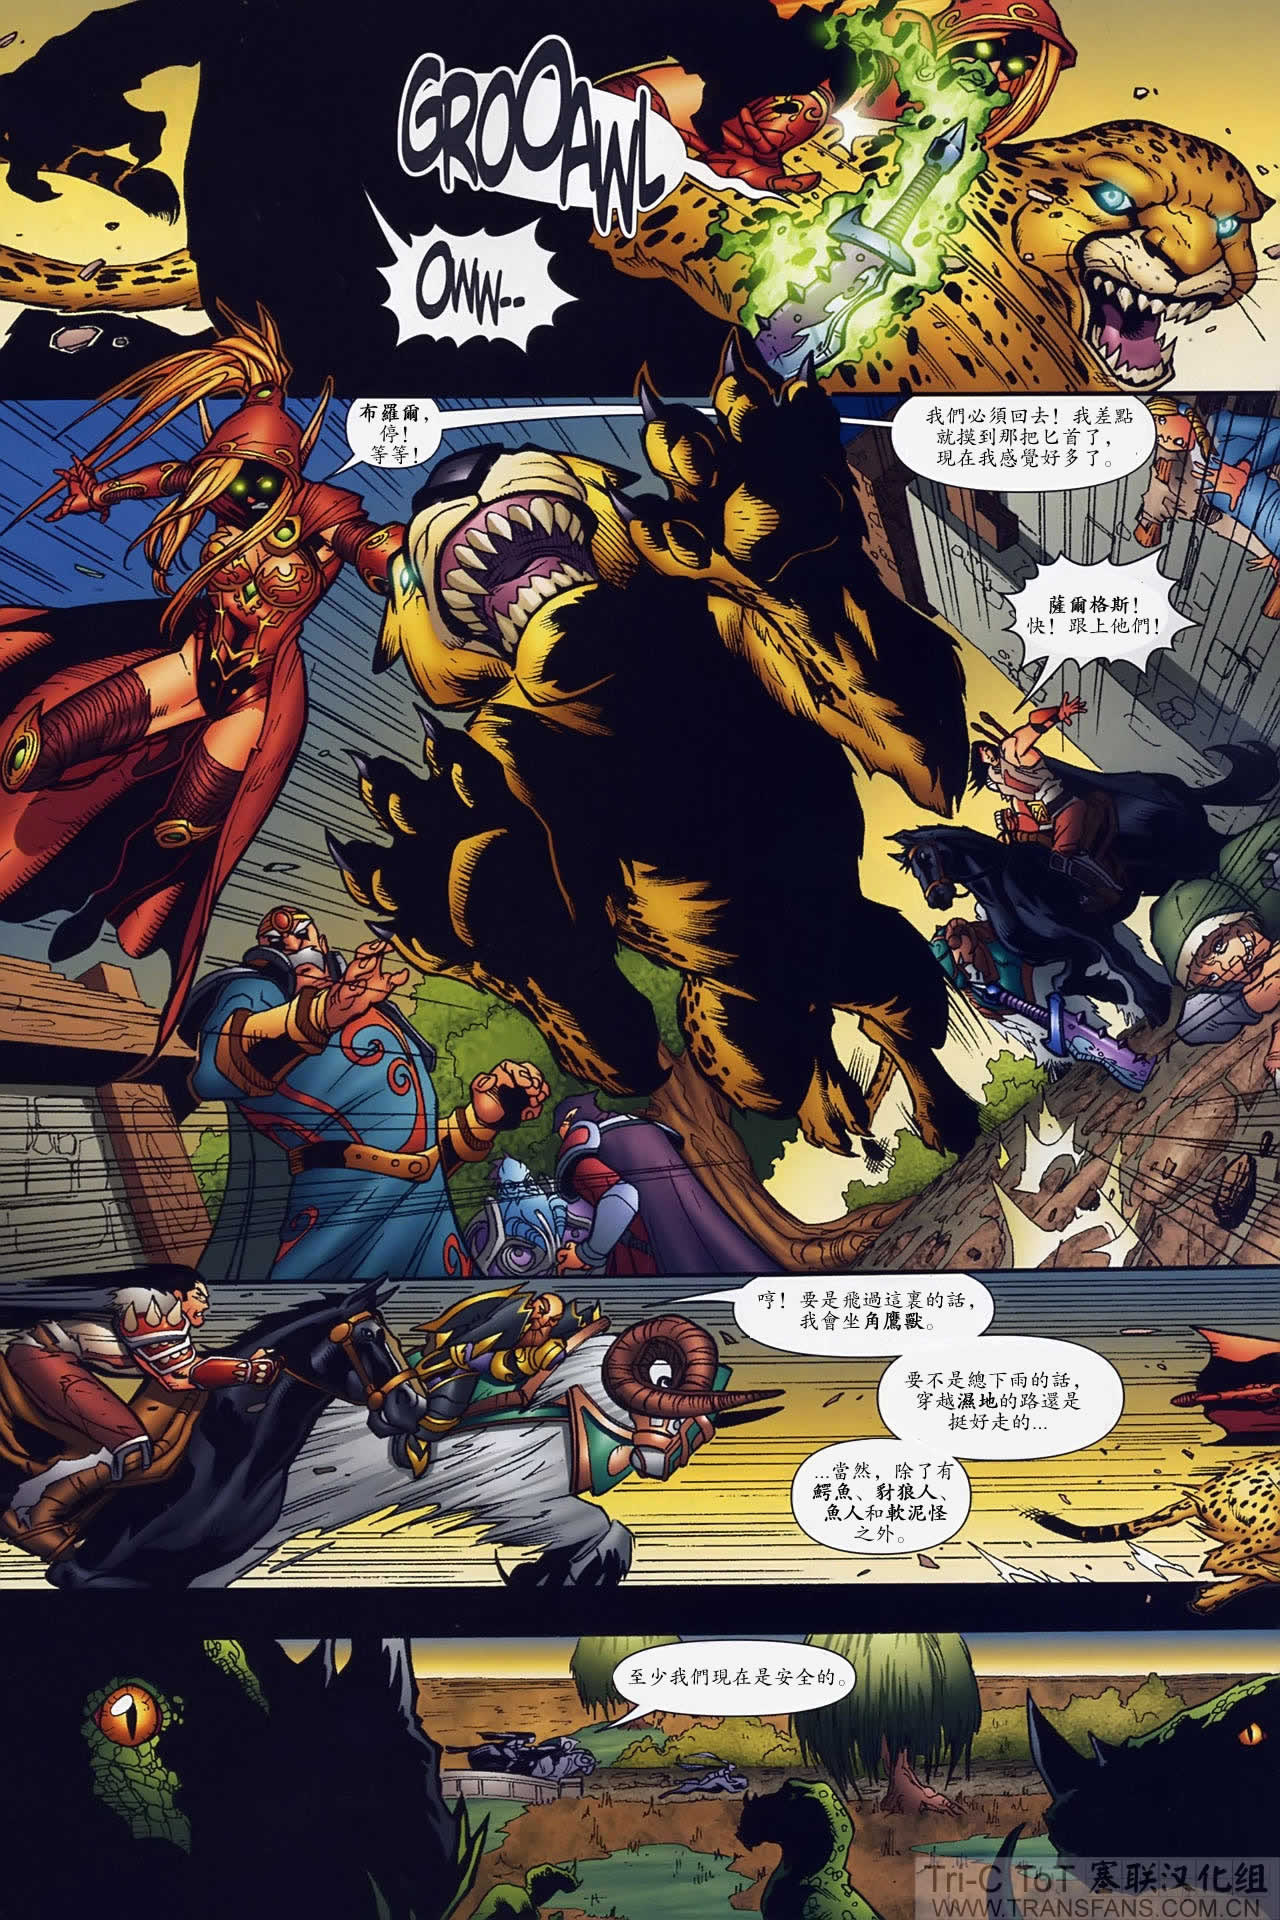 GROOAWL
OWW--
布羅爾，
停！
等等！
我們必須回去！我差點
就摸到那把匕首了，
現在我感覺好多了。
薩爾格斯！
快！跟上他們！
哼！要是飛過這裏的話，
我會坐角鷹獸。
要不是總下雨的話，
穿越濕地的路還是
挺好走的...
...當然，除了有
鰐魚、豺狼人、
魚人和軟泥怪
之外。
至少我們現在是安全的。
Tri-C ToT 塞联汉化组
WWW.TRANSFANS.COM.CN